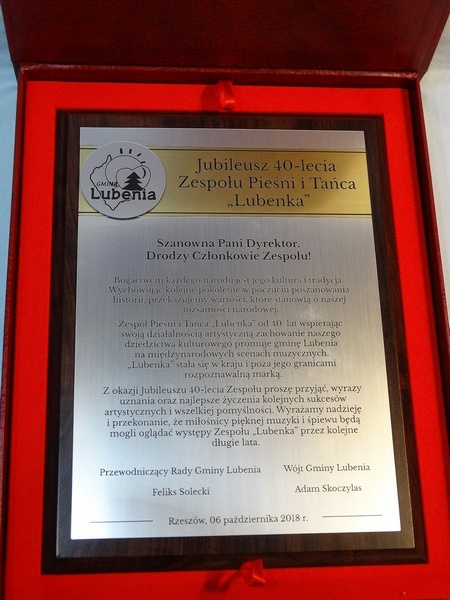 GMINA
Lubenia
Jubileusz 40-lecia
Zespołu Pieśni i Tańca
„Lubenka”
Szanowna Pani Dyrektor,
Drodzy Członkowie Zespołu!
Bogactwem każdego narodu jest jego kultura i tradycja.
Wychowując kolejne pokolenie w poczuciu poszanowania
historii, przekazujemy wartości, które stanowią o naszej
tożsamości narodowej.
Zespół Pieśni i Tańca „Lubenka” od 40 lat wspierając
swoją działalnością artystyczną zachowanie naszego
dziedzictwa kulturowego promuje gminę Lubenia
na międzynarodowych scenach muzycznych.
„Lubenka” stała się w kraju i poza jego granicami
rozpoznawalną marką.
Z okazji Jubileuszu 40-lecia Zespołu proszę przyjąć, wyrazy
uznania oraz najlepsze życzenia kolejnych sukcesów
artystycznych i wszelkiej pomyślności. Wyrażamy nadzieję
i przekonanie, że miłośnicy pięknej muzyki i śpiewu będą
mogli oglądać występy Zespołu „Lubenka” przez kolejne
długie lata.
Przewodniczący Rady Gminy Lubenia
Wójt Gminy Lubenia
Feliks Solecki
Adam Skoczylas
Rzeszów, 06 października 2018 r.